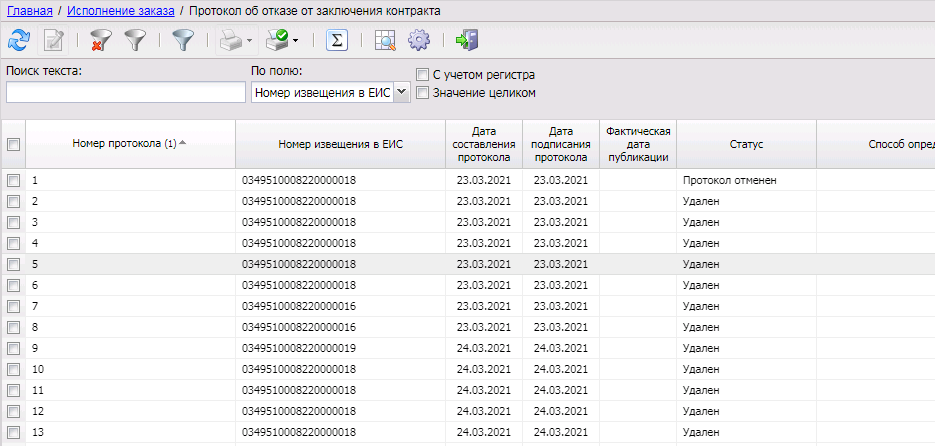 Главная / Исполнение заказа / Протокол об отказе от заключения контракта
Σ
Поиск текста: По полю:
С учетом регистра
Номер извещения в ЕИС
Значение целиком
Номер протокола (1) Номер извещения в ЕИС Дата составления протокола Дата подписания протокола Фактическая дата публикации Статус Способ опред
1 0349510008220000018 23.03.2021 23.03.2021 Протокол отменен
2 0349510008220000018 23.03.2021 23.03.2021 Удален
3 0349510008220000018 23.03.2021 23.03.2021 Удален
4 0349510008220000018 23.03.2021 23.03.2021 Удален
5 0349510008220000018 23.03.2021 23.03.2021 Удален
6 0349510008220000018 23.03.2021 23.03.2021 Удален
7 0349510008220000016 23.03.2021 23.03.2021 Удален
8 0349510008220000016 23.03.2021 23.03.2021 Удален
9 0349510008220000019 24.03.2021 24.03.2021 Удален
10 0349510008220000018 24.03.2021 24.03.2021 Удален
11 0349510008220000018 24.03.2021 24.03.2021 Удален
12 0349510008220000018 24.03.2021 24.03.2021 Удален
13 0349510008220000018 24.03.2021 24.03.2021 Удален